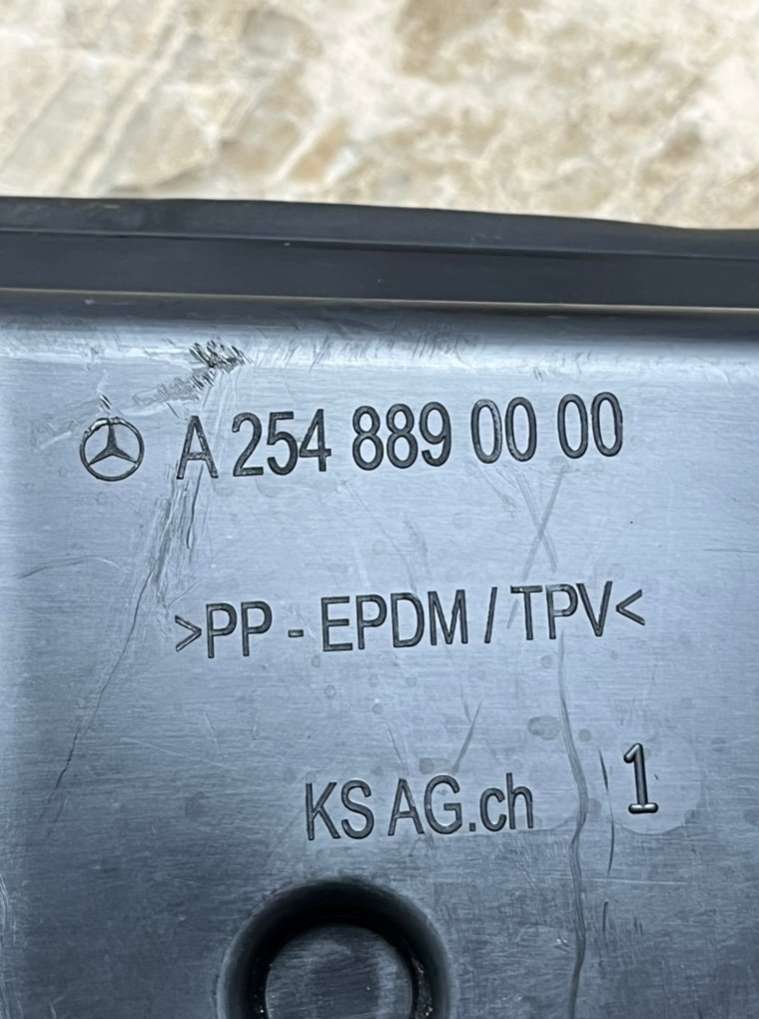 A 254 889 00 00
>PP - EPDM / TPV<
KS AG.ch 1